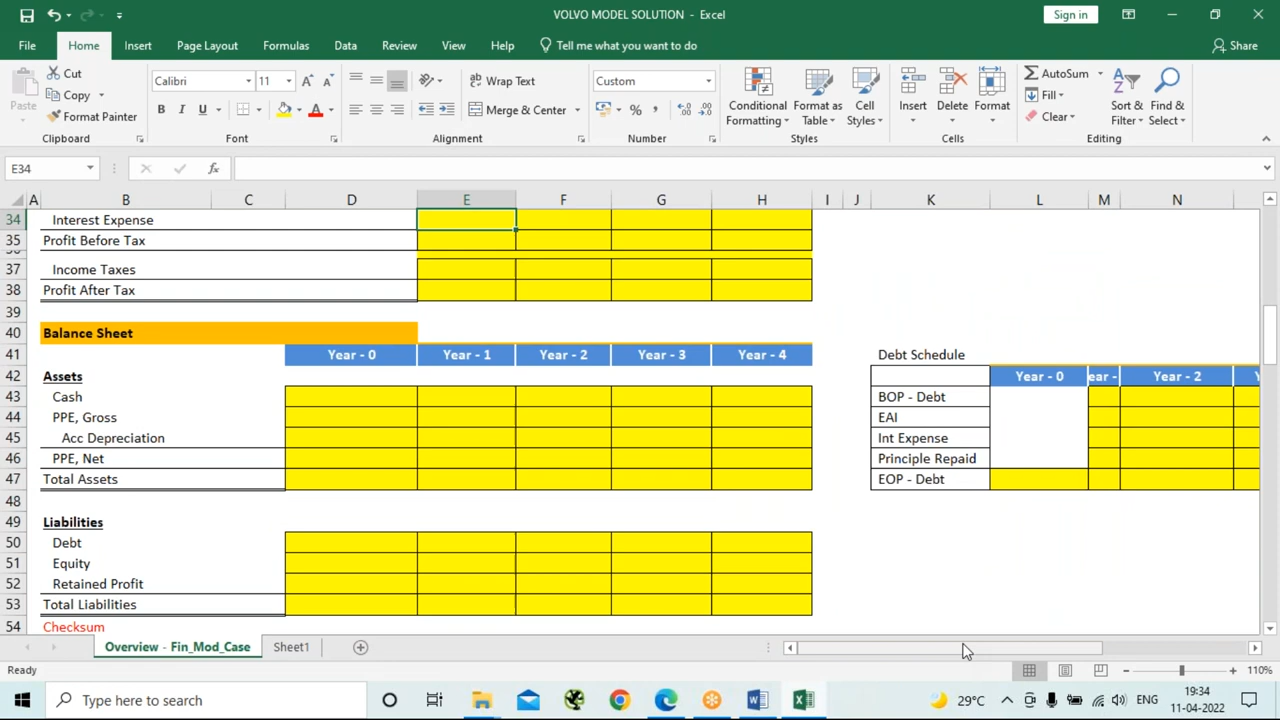 VOLVO MODEL SOLUTION - Excel
Sign in
File Home Insert Page Layout Formulas Data Review View Help Tell me what you want to do Share
Paste Cut Copy Format Painter Clipboard
Calibri 11 B I U A Font
Wrap Text Merge & Center Alignment
Custom % , Number
Conditional Formatting Format as Table Cell Styles Styles
Insert Delete Format Cells
AutoSum Fill Clear Sort & Filter Find & Select Editing
E34 fx
A B C D E F G H I J K L M N
34 Interest Expense
35 Profit Before Tax
37 Income Taxes
38 Profit After Tax
39
40 Balance Sheet
41 Year - 0 Year - 1 Year - 2 Year - 3 Year - 4 Debt Schedule
42 Assets Year - 0 ear - Year - 2 Y
43 Cash BOP - Debt
44 PPE, Gross EAI
45 Acc Depreciation Int Expense
46 PPE, Net Principle Repaid
47 Total Assets EOP - Debt
48
49 Liabilities
50 Debt
51 Equity
52 Retained Profit
53 Total Liabilities
54 Checksum
Overview - Fin_Mod_Case Sheet1
Ready 110%
Type here to search 29°C ENG 19:34
11-04-2022